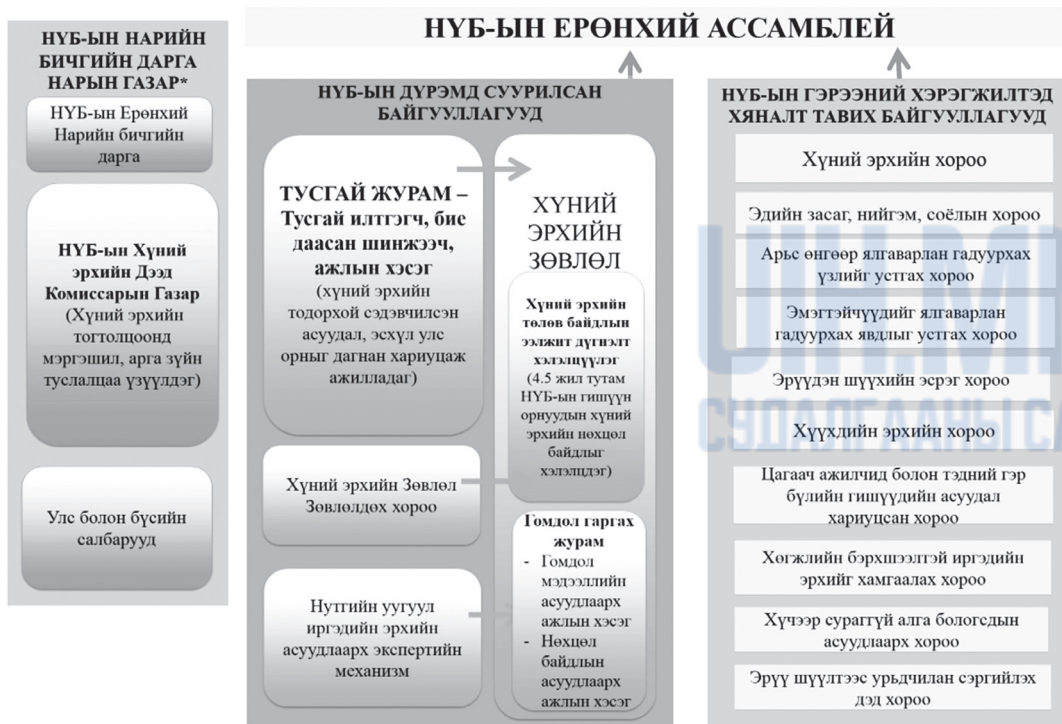 НҮБ-ЫН ЕРӨНХИЙ АССАМБЛЕЙ
НҮБ-ЫН НАРИЙН
БИЧГИЙН ДАРГА
НАРЫН ГАЗАР*
НҮБ-ын Ерөнхий
Нарийн бичгийн
дарга
НҮБ-ын Хүний
эрхийн Дээд
Комиссарын Газар
(Хүний эрхийн
тогтолцоонд
мэргэшил, арга зүйн
туслалцаа үзүүлдэг)
Улс болон бүсийн
салбарууд
НҮБ-ЫН ДҮРЭМД СУУРИЛСАН
БАЙГУУЛЛАГУУД
ТУСГАЙ ЖУРАМ –
Тусгай илтгэгч, бие
даасан шинжээч,
ажлын хэсэг
(хүний эрхийн
тодорхой сэдэвчилсэн
асуудал, эсхүл улс
орныг дагнан хариуцаж
ажилладаг)
Хүний эрхийн Зөвлөл
Зөвлөлдөх хороо
Нутгийн уугуул
иргэдийн эрхийн
асуудлаарх экспертийн
механизм
ХҮНИЙ
ЭРХИЙН
ЗӨВЛӨЛ
Хүний эрхийн
төлөв байдлын
ээлжит дүгнэлт
хэлэлцүүлэг
(4.5 жил тутам
НҮБ-ын гишүүн
орнуудын хүний
эрхийн нөхцөл
байдлыг
хэлэлцдэг)
Гомдол гаргах
журам
- Гомдол
мэдээллийн
асуудлаарх
ажлын хэсэг
- Нөхцөл
байдлын
асуудлаарх
ажлын хэсэг
НҮБ-ЫН ГЭРЭЭНИЙ ХЭРЭГЖИЛТЭД
ХЯНАЛТ ТАВИХ БАЙГУУЛЛАГУУД
Хүний эрхийн хороо
Эдийн засаг, нийгэм, соёлын хороо
Арьс өнгөөр ялгаварлан гадуурхах
үзлийг устгах хороо
Эмэгтэйчүүдийг ялгаварлан
гадуурхах явдлыг устгах хороо
Эрүүдэн шүүхийн эсрэг хороо
Хүүхдийн эрхийн хороо
Цагаач ажилчид болон тэдний гэр
бүлийн гишүүдийн асуудал
хариуцсан хороо
Хөгжлийн бэрхшээлтэй иргэдийн
эрхийг хамгаалах хороо
Хүчээр сураггүй алга бологсдын
асуудлаарх хороо
Эрүү шүүлтээс урьдчилан сэргийлэх
дэд хороо
СУДАЛГААНЫ